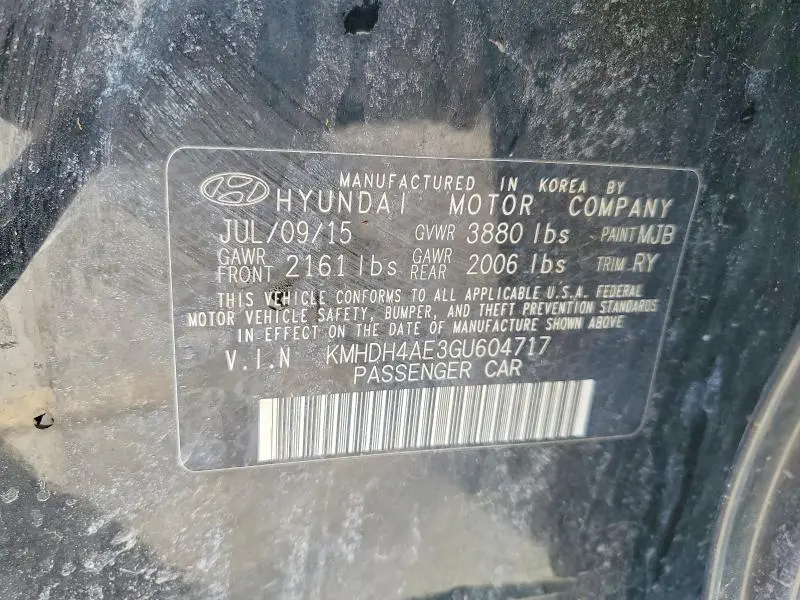 MANUFACTURED IN KOREA BY
HYUNDAI MOTOR COMPANY
JUL/09/15 GVWR 3880 lbs PAINT MJB
GAWR FRONT 2161 lbs GAWR REAR 2006 lbs TRIM RY
THIS VEHICLE CONFORMS TO ALL APPLICABLE U.S.A. FEDERAL
MOTOR VEHICLE SAFETY, BUMPER, AND THEFT PREVENTION STANDARDS
IN EFFECT ON THE DATE OF MANUFACTURE SHOWN ABOVE
V.I.N KMHDH4AE3GU604717
PASSENGER CAR